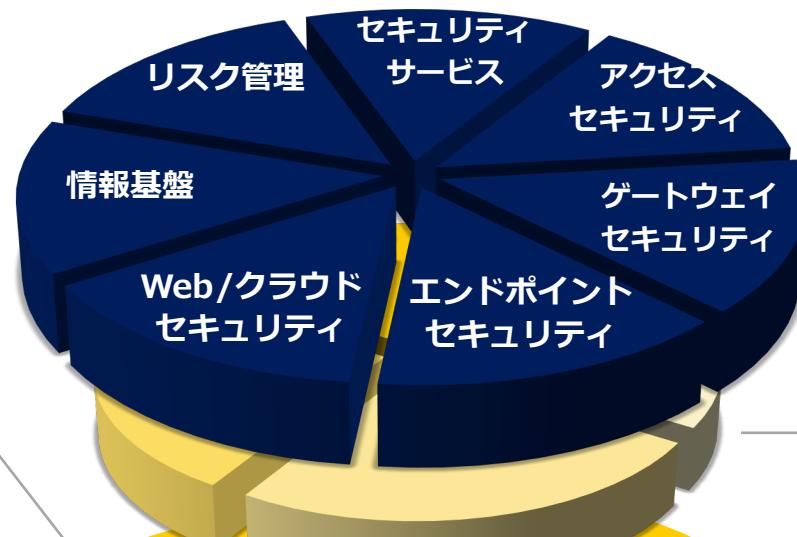 セキュリティ
サービス
アクセス
セキュリティ
ゲートウェイ
セキュリティ
エンドポイント
セキュリティ
Web/クラウド
セキュリティ
情報基盤
リスク管理